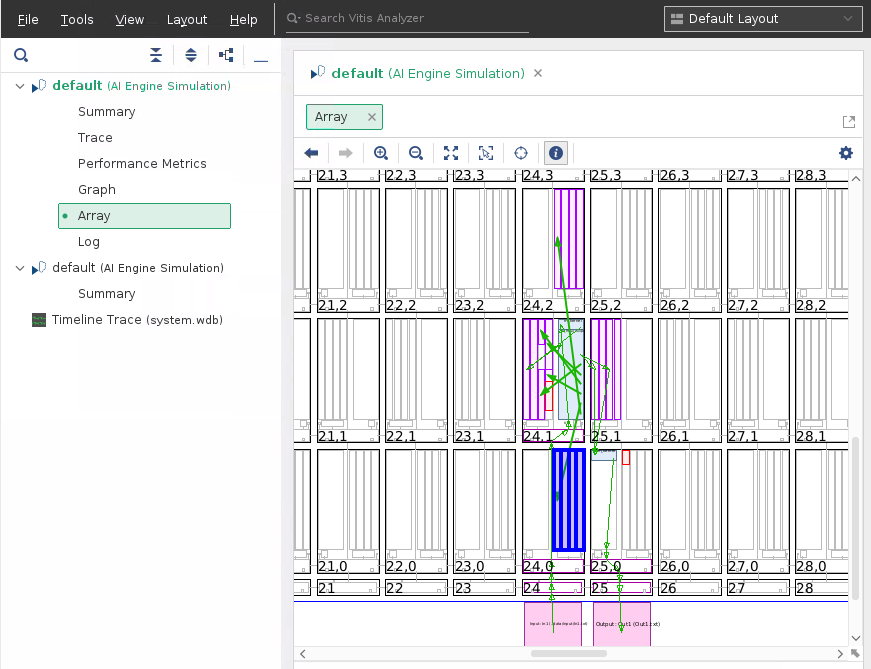 File Tools View Layout Help Search Vitis Analyzer Default Layout
default (AI Engine Simulation)
Summary
Trace
Performance Metrics
Graph
Array
Log
default (AI Engine Simulation)
Summary
Timeline Trace (system.wdb)
default (AI Engine Simulation)
Array
21,3 22,3 23,3 24,3 25,3 26,3 27,3 28,3
21,2 22,2 23,2 24,2 25,2 26,2 27,2 28,2
21,1 22,1 23,1 24,1 25,1 26,1 27,1 28,1
21,0 22,0 23,0 24,0 25,0 26,0 27,0 28,0
21 22 23 24 25 26 27 28
Output: Out1 (Out1.txt)